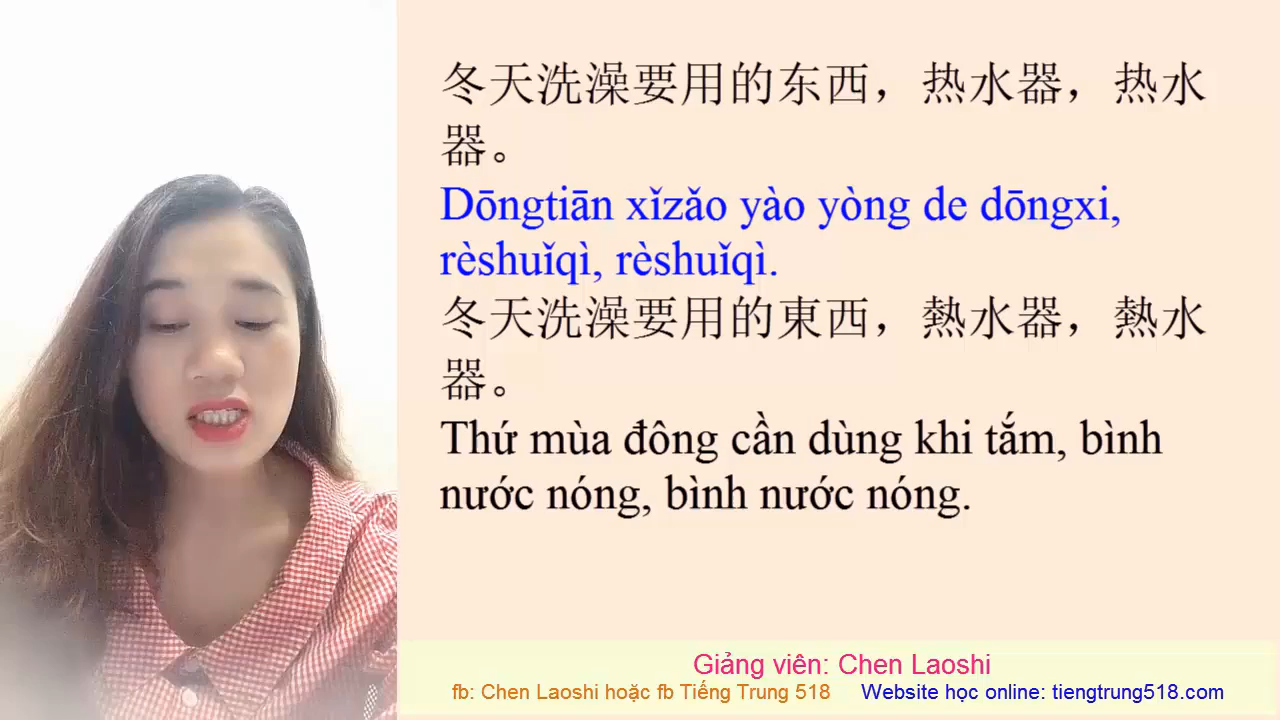 冬天洗澡要用的东西，热水器，热水
器。
Dōngtiān xǐzǎo yào yòng de dōngxi,
rèshuǐqì, rèshuǐqì.
冬天洗澡要用的東西，熱水器，熱水
器。
Thứ mùa đông cần dùng khi tắm, bình
nước nóng, bình nước nóng.
Giảng viên: Chen Laoshi
fb: Chen Laoshi hoặc fb Tiếng Trung 518 Website học online: tiengtrung518.com